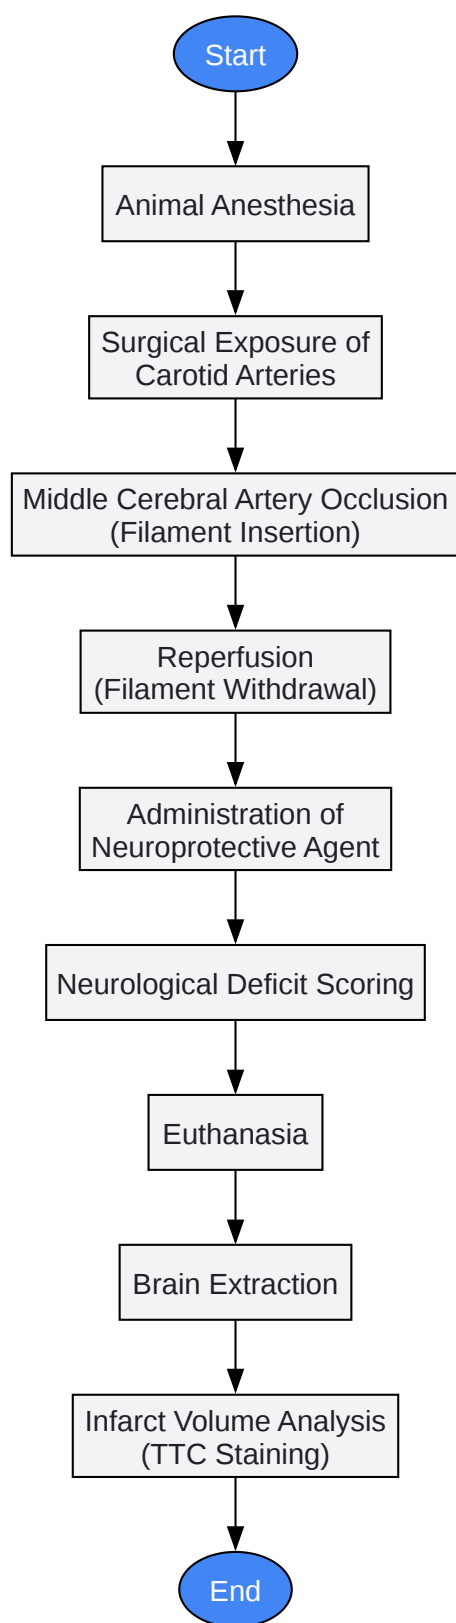 Start
Animal Anesthesia
Surgical Exposure of
Carotid Arteries
Middle Cerebral Artery Occlusion
(Filament Insertion)
Reperfusion
(Filament Withdrawal)
Administration of
Neuroprotective Agent
Neurological Deficit Scoring
Euthanasia
Brain Extraction
Infarct Volume Analysis
(TTC Staining)
End